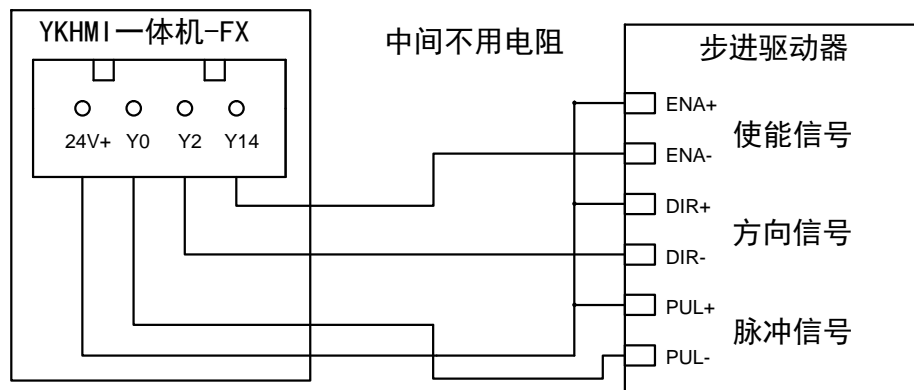 YKHMI一体机-FX
中间不用电阻
步进驱动器
24V+ Y0 Y2 Y14
ENA+
使能信号
ENA-
DIR+
方向信号
DIR-
PUL+
脉冲信号
PUL-